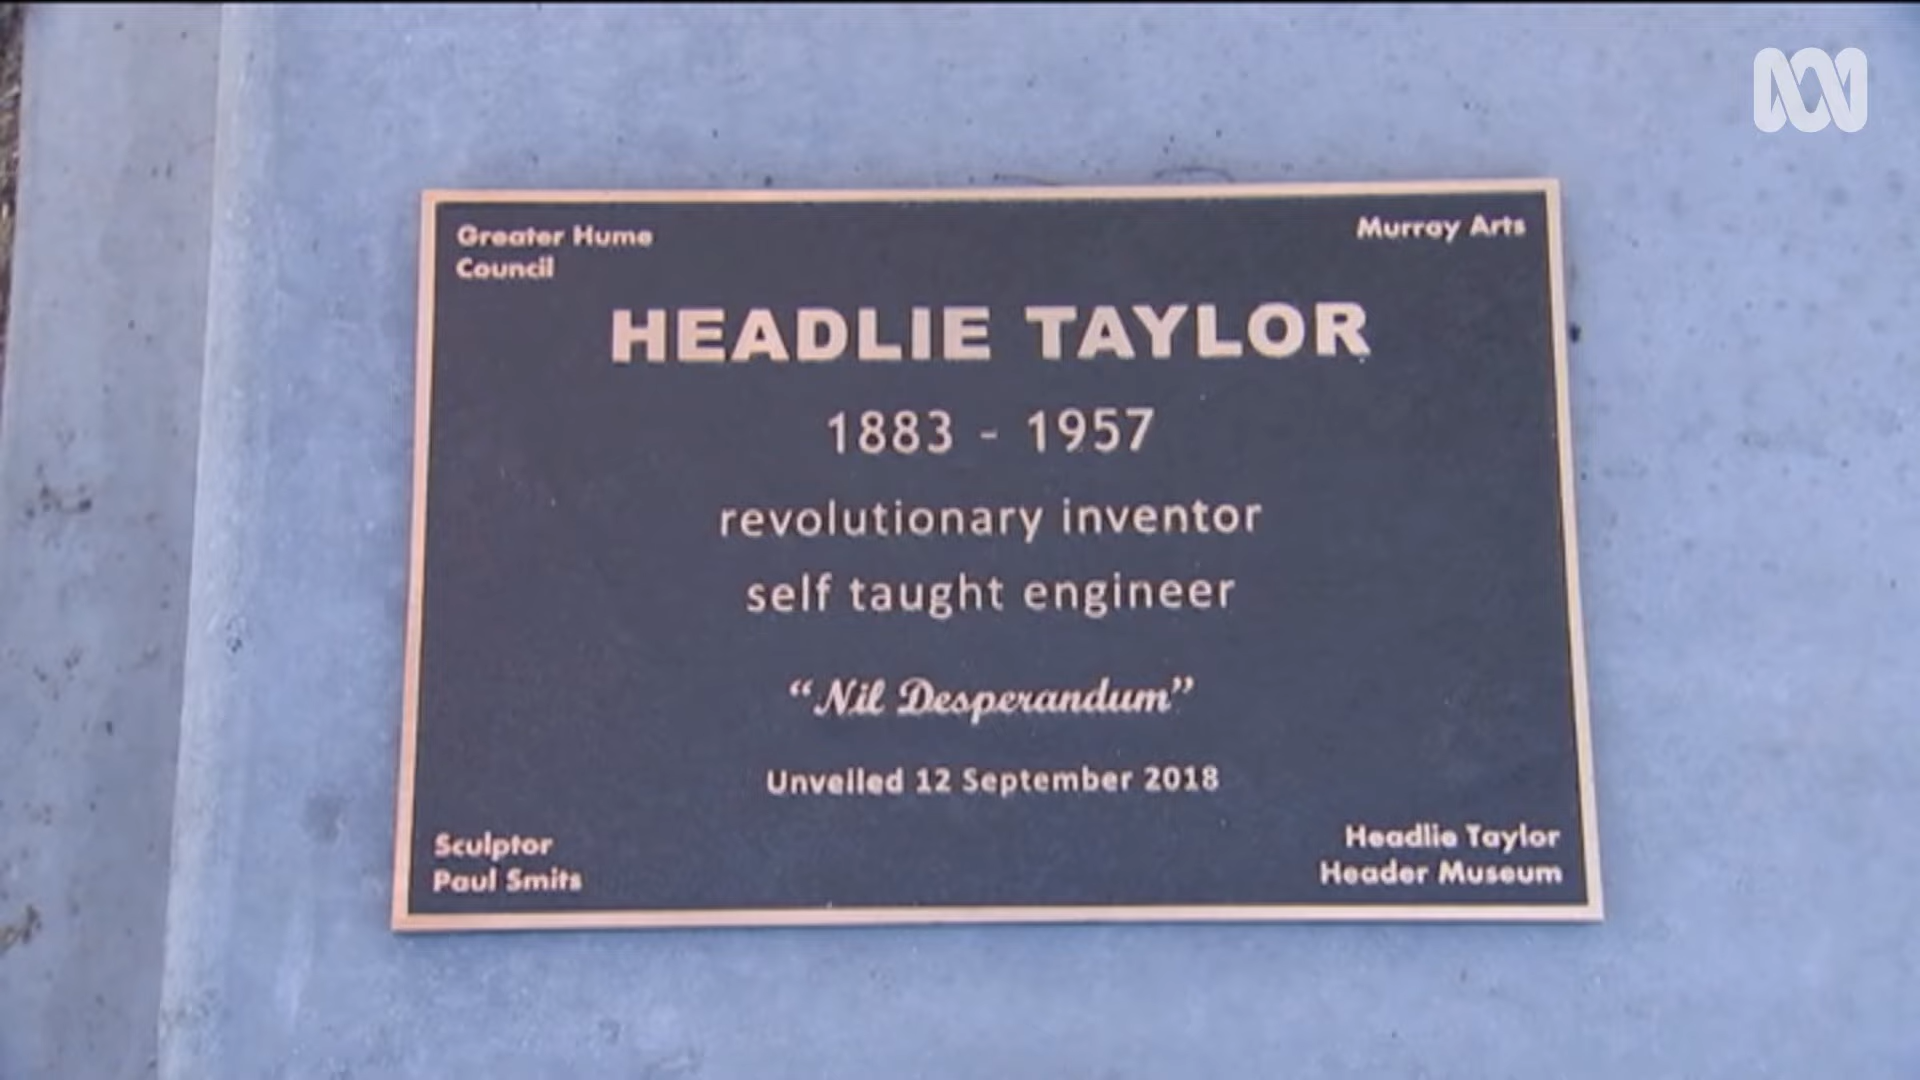 Greater Hume
Council
Murray Arts
HEADLIE TAYLOR
1883 - 1957
revolutionary inventor
self taught engineer
“Nil Desperandum”
Unveiled 12 September 2018
Sculptor
Paul Smits
Headlie Taylor
Header Museum